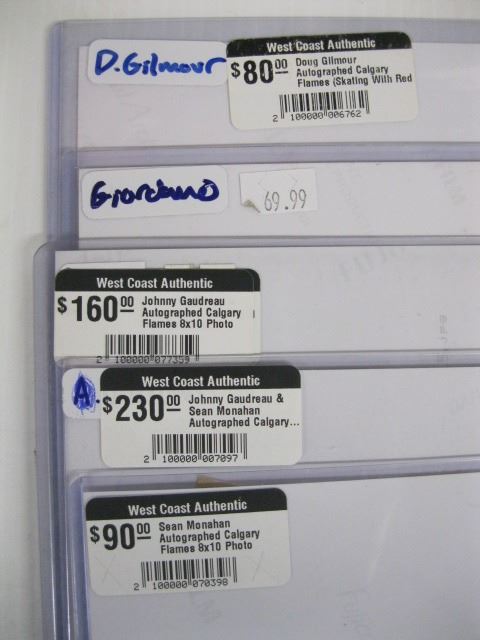 D. Gilmour
West Coast Authentic
$80 00 Doug Gilmour
Autographed Calgary
Flames (Skating With Red
2 100000 006762
Giordano
69.99
West Coast Authentic
$160 00 Johnny Gaudreau
Autographed Calgary
Flames 8x10 Photo
2 100000 077359
A.
West Coast Authentic
$230 00 Johnny Gaudreau &
Sean Monahan
Autographed Calgary...
2 100000 007097
West Coast Authentic
$90 00 Sean Monahan
Autographed Calgary
Flames 8x10 Photo
2 100000 070398